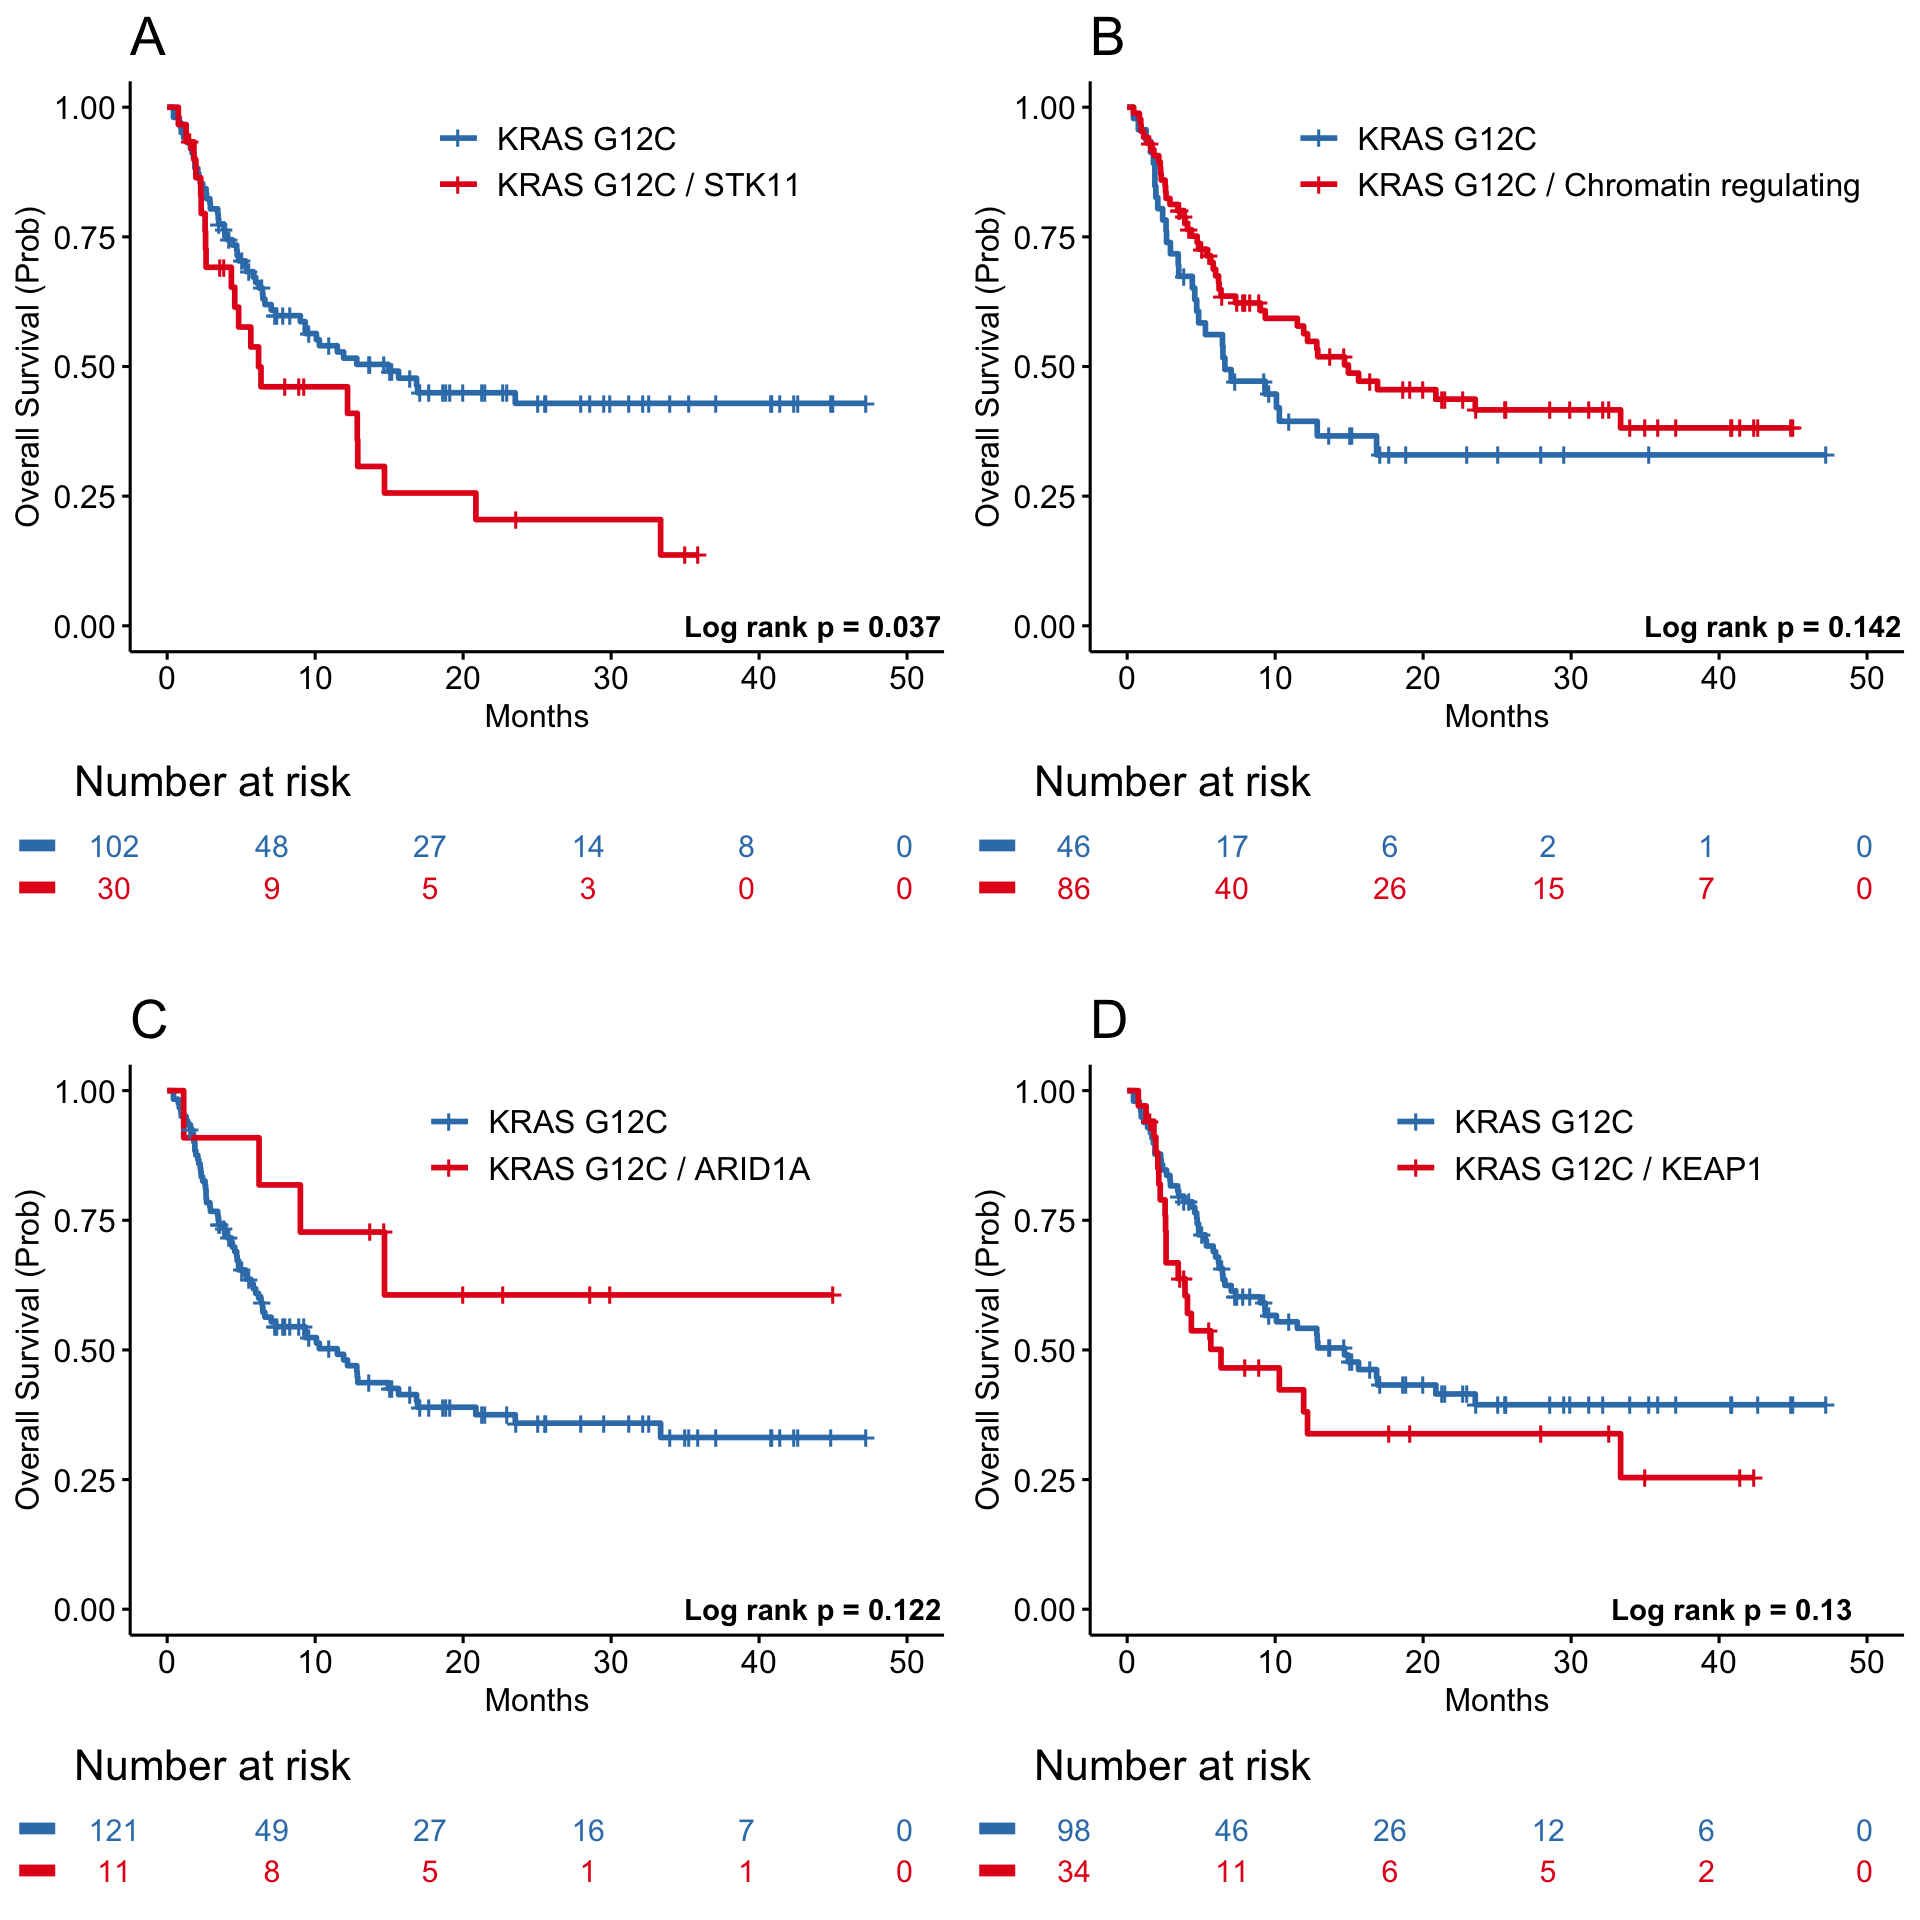 A
1.00
0.75
0.50
0.25
0.00
Overall Survival (Prob)
KRAS G12C
KRAS G12C / STK11
Log rank p = 0.037
0 10 20 30 40 50
Months
Number at risk
102 48 27 14 8 0
30 9 5 3 0 0
B
1.00
0.75
0.50
0.25
0.00
Overall Survival (Prob)
KRAS G12C
KRAS G12C / Chromatin regulating
Log rank p = 0.142
0 10 20 30 40 50
Months
Number at risk
46 17 6 2 1 0
86 40 26 15 7 0
C
1.00
0.75
0.50
0.25
0.00
Overall Survival (Prob)
KRAS G12C
KRAS G12C / ARID1A
Log rank p = 0.122
0 10 20 30 40 50
Months
Number at risk
121 49 27 16 7 0
11 8 5 1 1 0
D
1.00
0.75
0.50
0.25
0.00
Overall Survival (Prob)
KRAS G12C
KRAS G12C / KEAP1
Log rank p = 0.13
0 10 20 30 40 50
Months
Number at risk
98 46 26 12 6 0
34 11 6 5 2 0